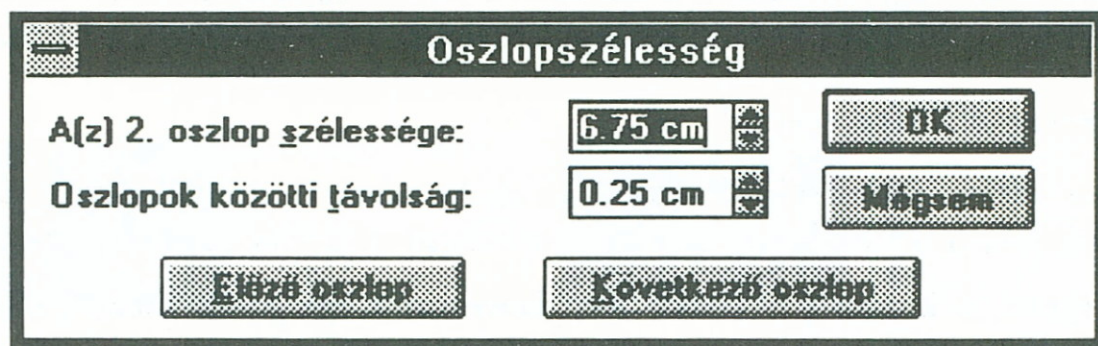 Oszlopszélesség
A(z) 2. oszlop szélessége: 6.75 cm OK
Oszlopok közötti távolság: 0.25 cm Mégsem
Előző oszlop Következő oszlop